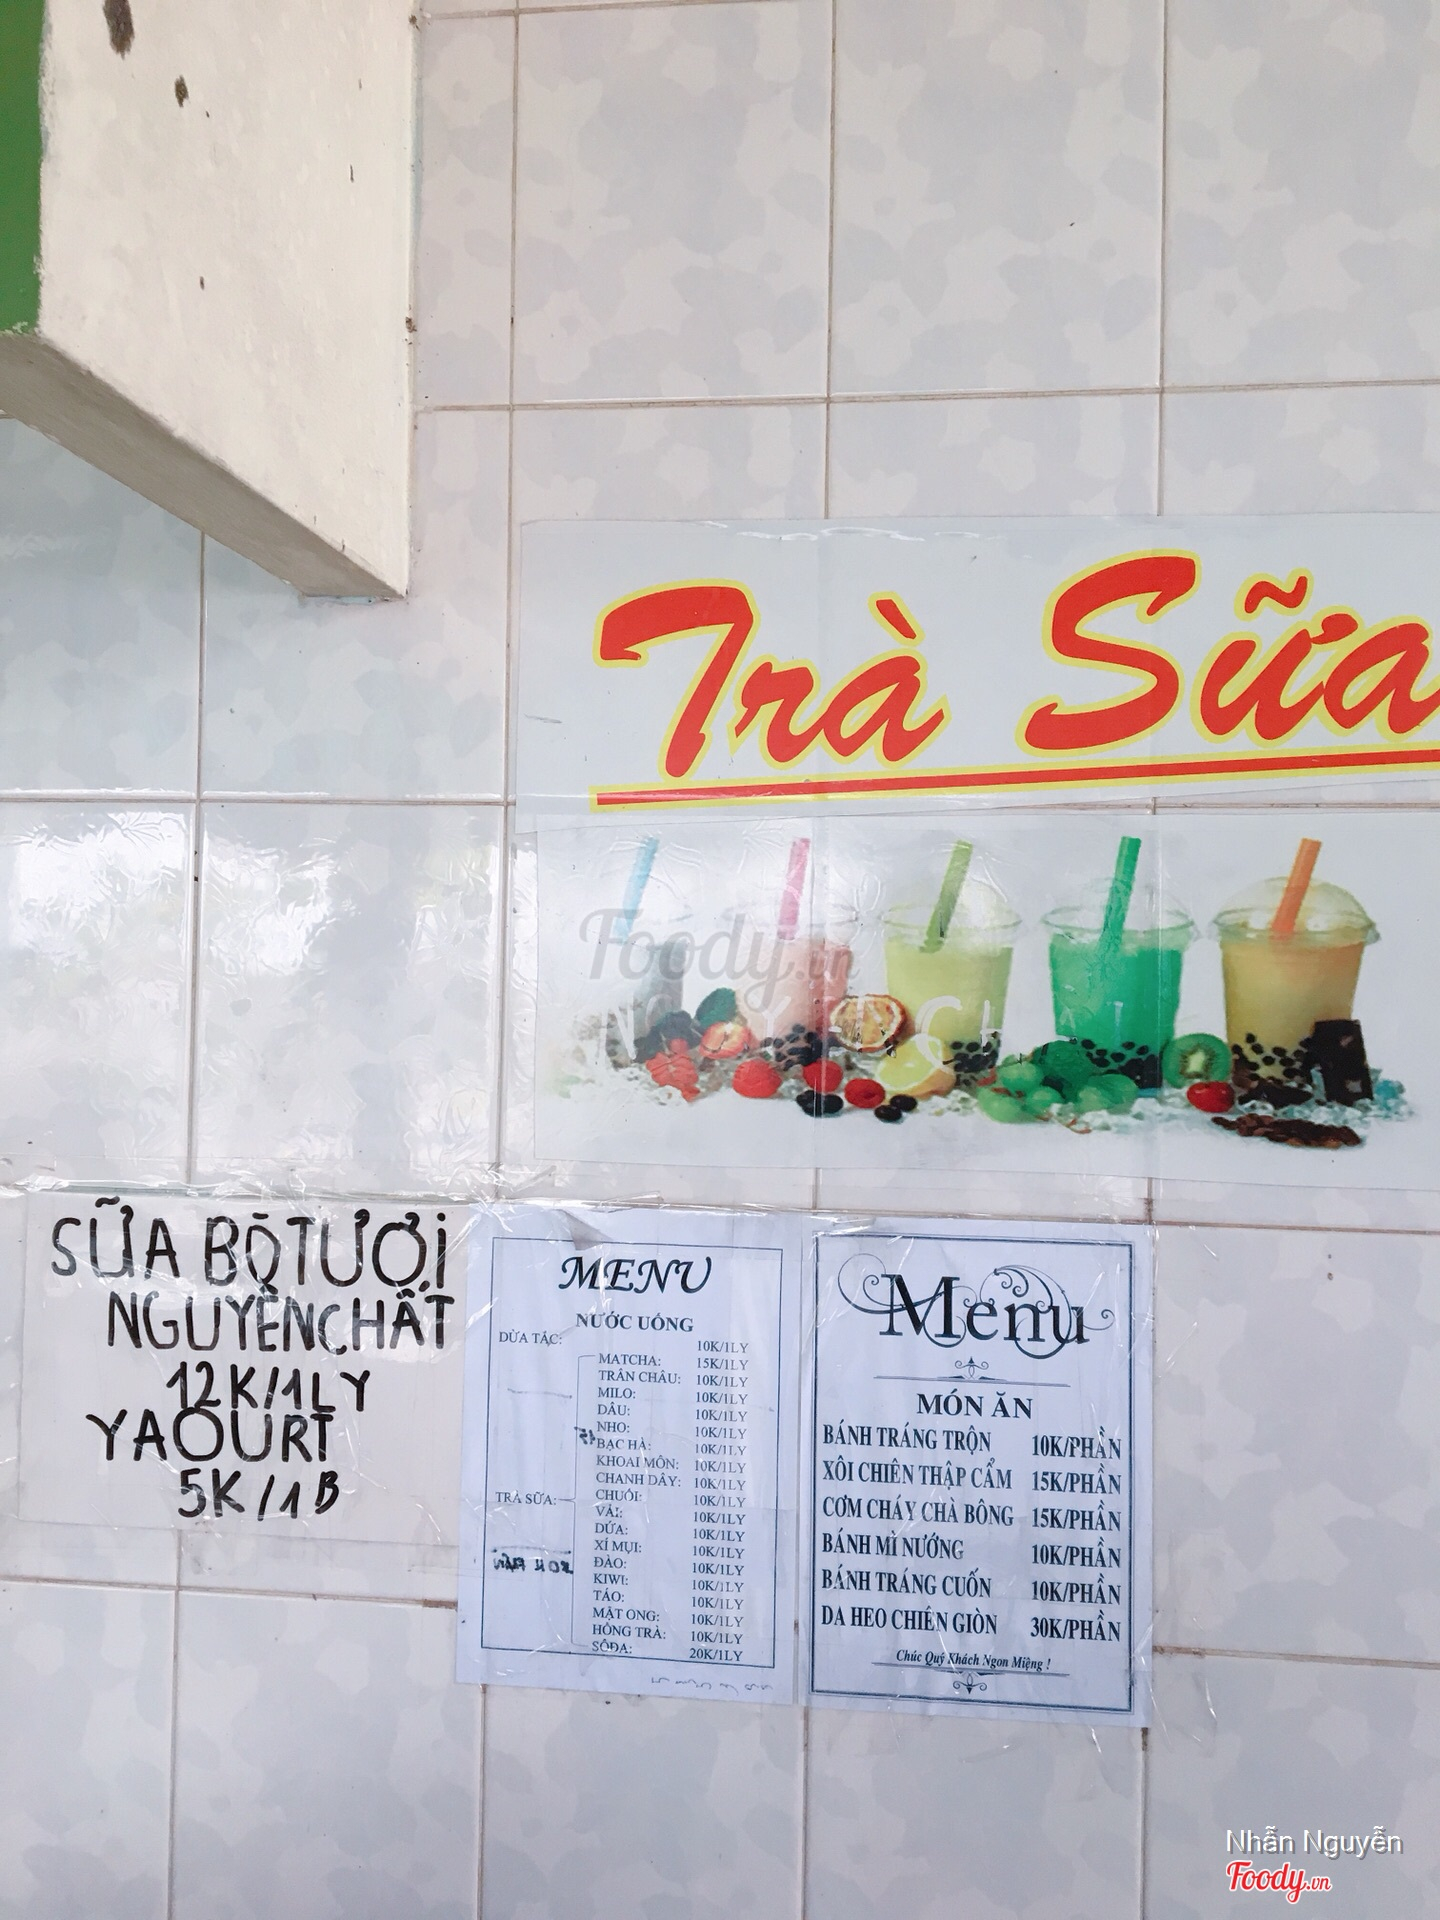 Trà Sữa
Foody.vn
SỮA BÒ TƯƠI
NGUYÊN CHẤT
12K/1LY
YAOURT
5K/1B
MENU
NƯỚC UỐNG
DỪA TẮC: 10K/1LY
MATCHA: 15K/1LY
TRÂN CHÂU: 10K/1LY
MILO: 10K/1LY
DÂU: 10K/1LY
NHO: 10K/1LY
BẠC HÀ: 10K/1LY
KHOAI MÔN: 10K/1LY
CHANH DÂY: 10K/1LY
TRÀ SỮA: CHUỐI: 10K/1LY
VẢI: 10K/1LY
DỨA: 10K/1LY
XÍ MỤI: 10K/1LY
ĐÀO: 10K/1LY
KIWI: 10K/1LY
TÁO: 10K/1LY
MẬT ONG: 10K/1LY
HỒNG TRÀ: 10K/1LY
SÔĐA: 20K/1LY
Menu
MÓN ĂN
BÁNH TRÁNG TRỘN 10K/PHẦN
XÔI CHIÊN THẬP CẨM 15K/PHẦN
CƠM CHÁY CHÀ BÔNG 15K/PHẦN
BÁNH MÌ NƯỚNG 10K/PHẦN
BÁNH TRÁNG CUỐN 10K/PHẦN
DA HEO CHIÊN GIÒN 30K/PHẦN
Chúc Quý Khách Ngon Miệng !
Nhẫn Nguyễn
Foody.vn